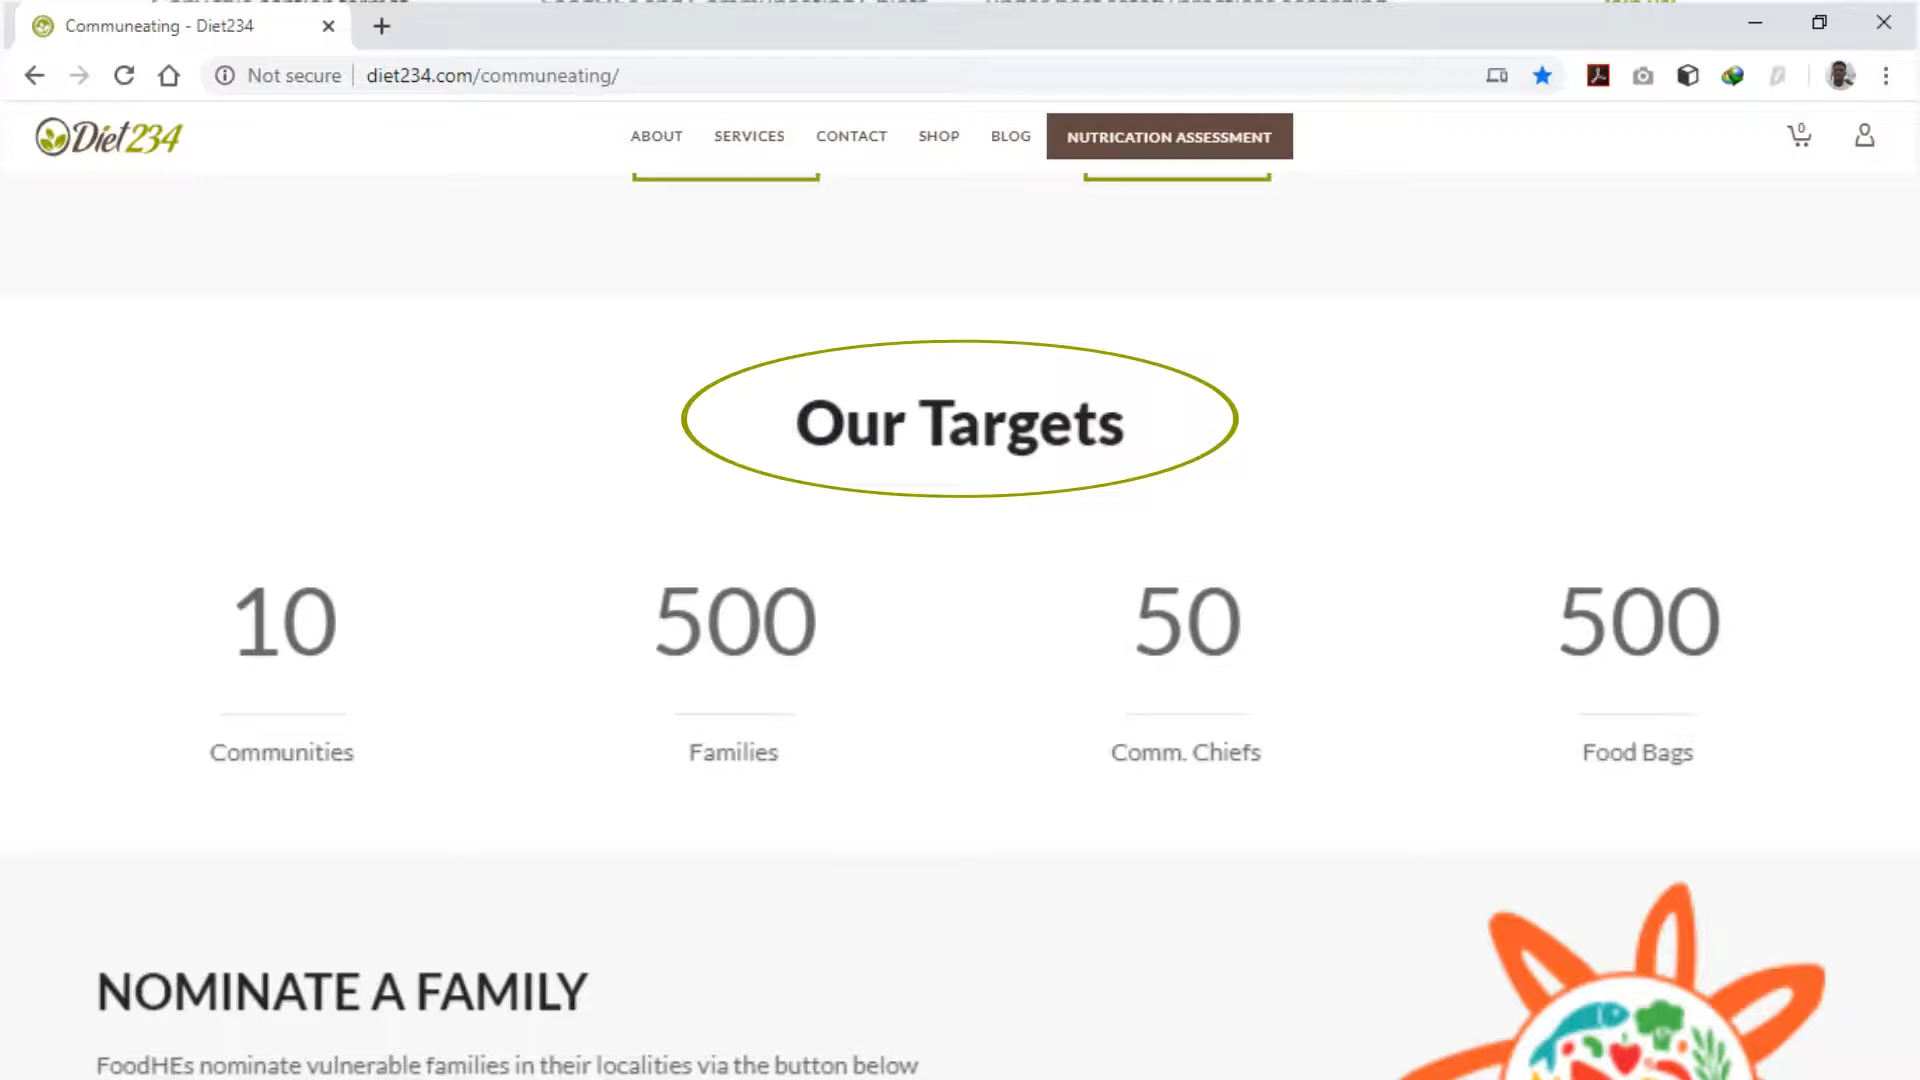 Communeating - Diet234
Not secure diet234.com/communeating/
Diet234 ABOUT SERVICES CONTACT SHOP BLOG NUTRICATION ASSESSMENT 0
Our Targets
10 500 50 500
Communities Families Comm. Chiefs Food Bags
NOMINATE A FAMILY
FoodHEs nominate vulnerable families in their localities via the button below